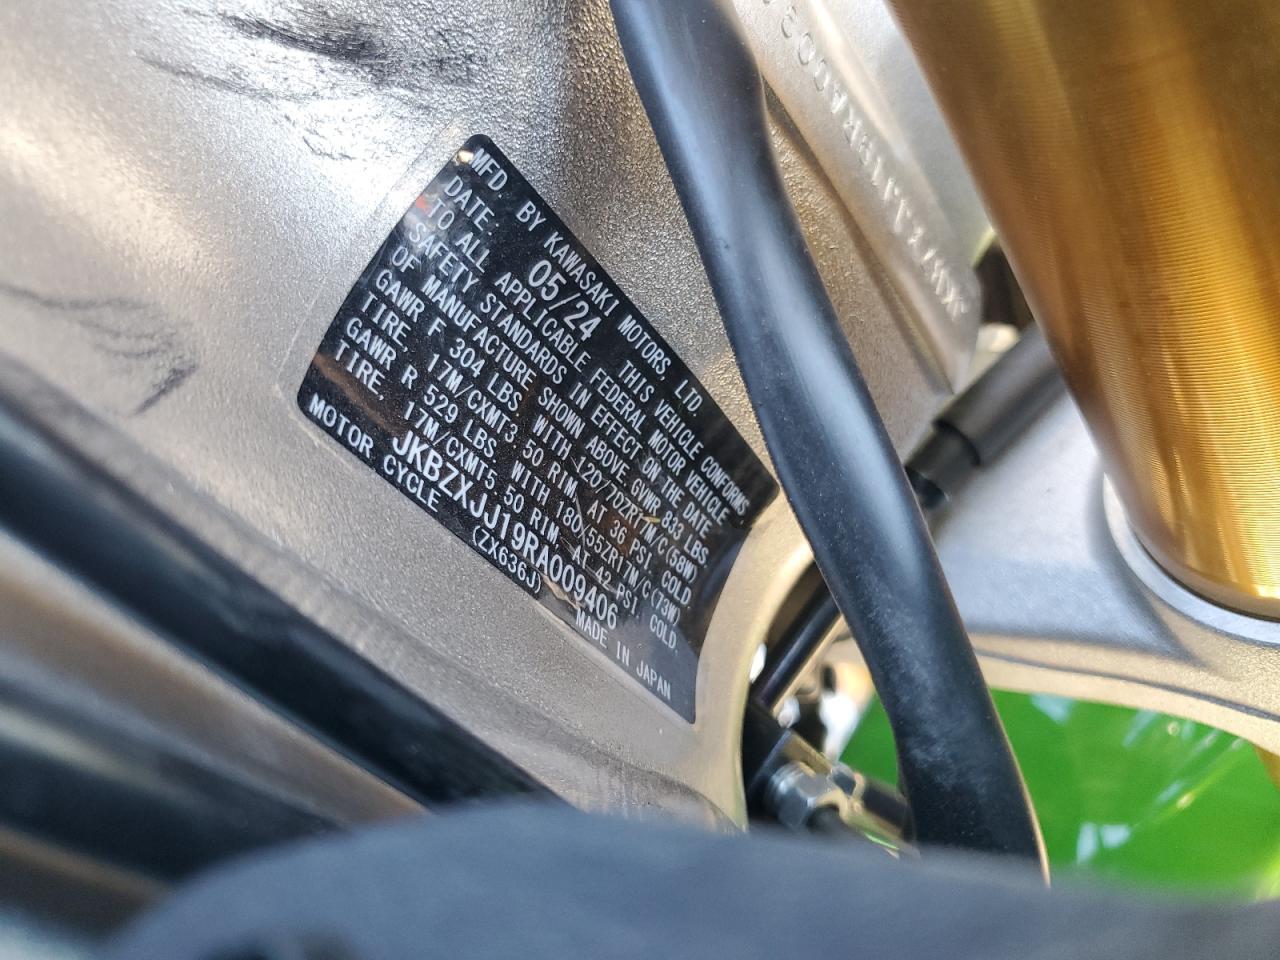 MFD. BY KAWASAKI MOTORS, LTD.
DATE: 05/24 THIS VEHICLE CONFORMS
TO ALL APPLICABLE FEDERAL MOTOR VEHICLE
SAFETY STANDARDS IN EFFECT ON THE DATE
OF MANUFACTURE SHOWN ABOVE. GVWR 833 LBS.
GAWR F 304 LBS. WITH 120/70ZR17M/C(58W)
TIRE, 17M/CXMT3.50 RIM, AT 36 PSI COLD.
GAWR R 529 LBS. WITH 180/55ZR17M/C(73W)
TIRE, 17M/CXMT5.50 RIM, AT 42 PSI COLD.
JKBZXJJ19RA009406
MOTOR CYCLE (ZX636J) MADE IN JAPAN